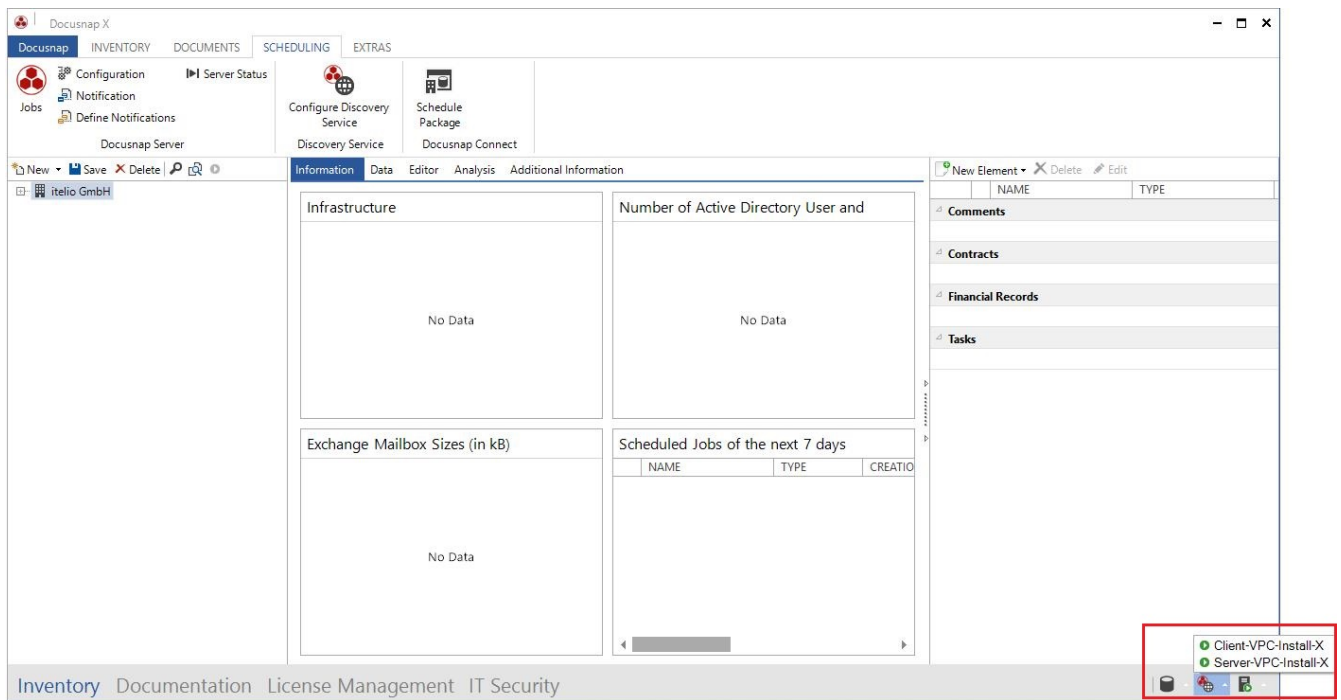 Docusnap X
Docusnap INVENTORY DOCUMENTS SCHEDULING EXTRAS
Jobs
Configuration
Notification
Define Notifications
Server Status
Docusnap Server
Configure Discovery
Service
Discovery Service
Schedule
Package
Docusnap Connect
New Save Delete
itelio GmbH
Information Data Editor Analysis Additional Information
Infrastructure
No Data
Number of Active Directory User and
No Data
Exchange Mailbox Sizes (in kB)
No Data
Scheduled Jobs of the next 7 days
NAME TYPE CREATIO
New Element Delete Edit
NAME TYPE
Comments
Contracts
Financial Records
Tasks
Client-VPC-Install-X
Server-VPC-Install-X
Inventory Documentation License Management IT Security